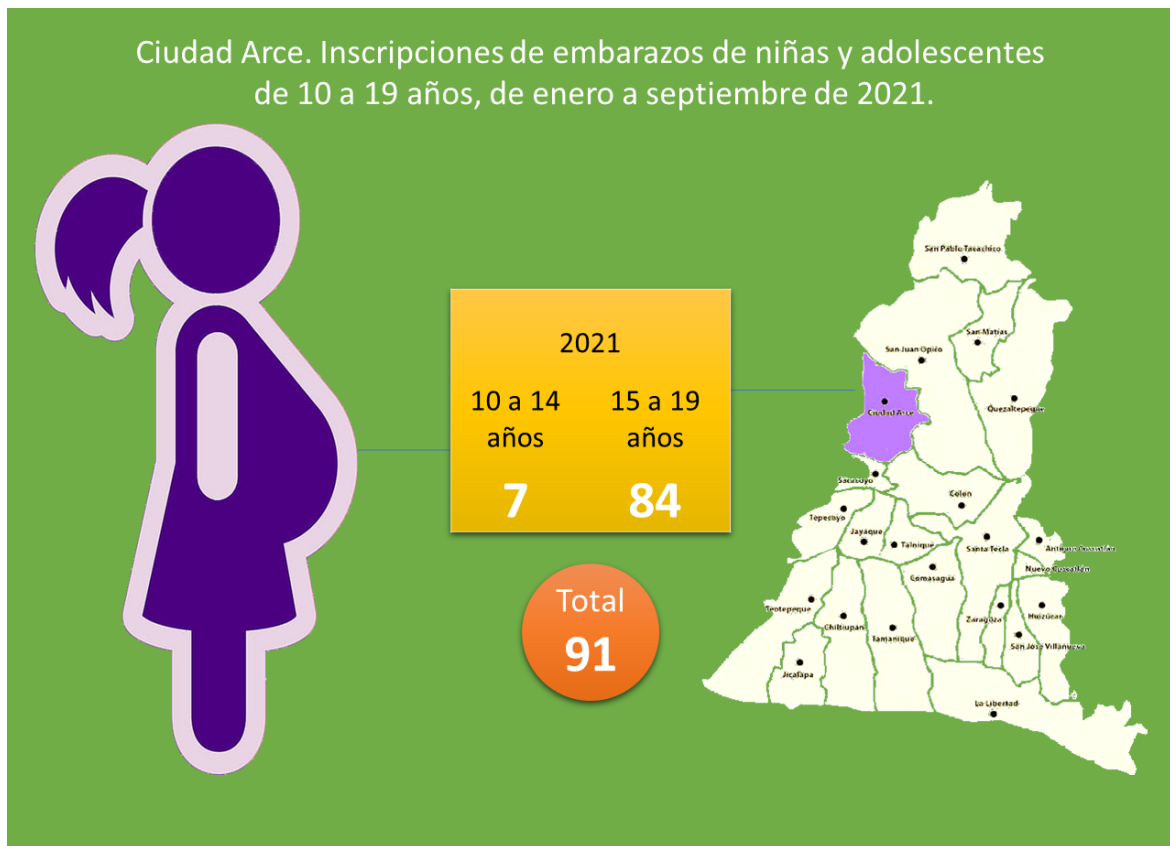 Ciudad Arce. Inscripciones de embarazos de niñas y adolescentes
de 10 a 19 años, de enero a septiembre de 2021.
2021
10 a 14
años
15 a 19
años
7
84
Total
91
San Pablo Tacachico
San Matías
San Juan Opico
Ciudad Arce
Quezaltepeque
Sacacoyo
Colon
Tepecoyo
Jayaque
Talnique
Santa Tecla
Antiguo Cuscatlán
Nuevo Cuscatlán
Comasagua
Teotepeque
Chiltiupan
Tamanique
Zaragoza
Huizúcar
San José Villanueva
Jicalapa
La Libertad